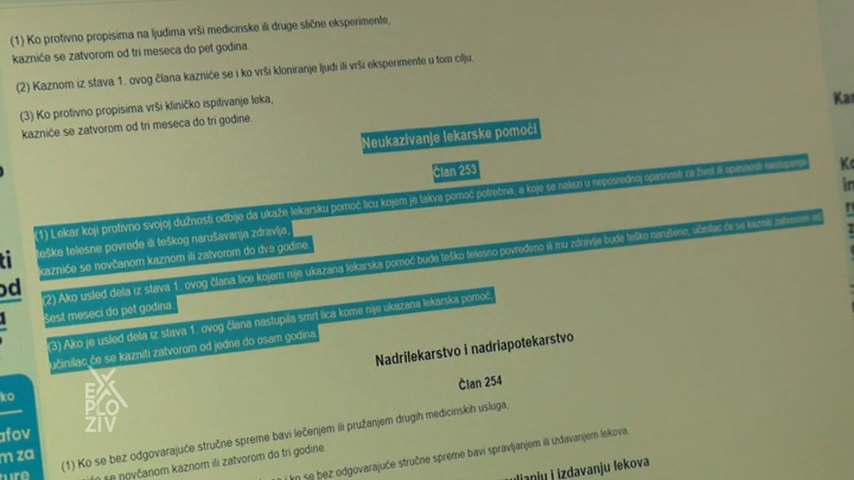 (1) Ko protivno propisima na ljudima vrši medicinske ili druge slične eksperimente,
kazniće se zatvorom od tri meseca do pet godina.
(2) Kaznom iz stava 1. ovog člana kazniće se i ko vrši kloniranje ljudi ili vrši eksperimente u tom cilju.
(3) Ko protivno propisima vrši kliničko ispitivanje leka,
kazniće se zatvorom od tri meseca do tri godine.
Neukazivanje lekarske pomoći
Član 253
(1) Lekar koji protivno svojoj dužnosti odbije da ukaže lekarsku pomoć licu kojem je takva pomoć potrebna, a koje se nalazi u neposrednoj opasnosti za život ili opasnosti nastupanja
teške telesne povrede ili teškog narušavanja zdravlja,
kazniće se novčanom kaznom ili zatvorom do dve godine.
(2) Ako usled dela iz stava 1. ovog člana lice kojem nije ukazana lekarska pomoć bude teško telesno povređeno ili mu zdravlje bude teško narušeno, učinilac će se kazniti zatvorom od
šest meseci do pet godina.
(3) Ako je usled dela iz stava 1. ovog člana nastupila smrt lica kome nije ukazana lekarska pomoć,
učinilac će se kazniti zatvorom od jedne do osam godina.
Nadrilekarstvo i nadriapotekarstvo
Član 254
(1) Ko se bez odgovarajuće stručne spreme bavi lečenjem ili pružanjem drugih medicinskih usluga,
se novčanom kaznom ili zatvorom do tri godine.
i ko se bez odgovarajuće stručne spreme bavi spravljanjem ili izdavanjem lekova
i izdavanju lekova
ti
od
a
ko
afov
m za
ture
Kar
Ko
EX
PLO
ZIV